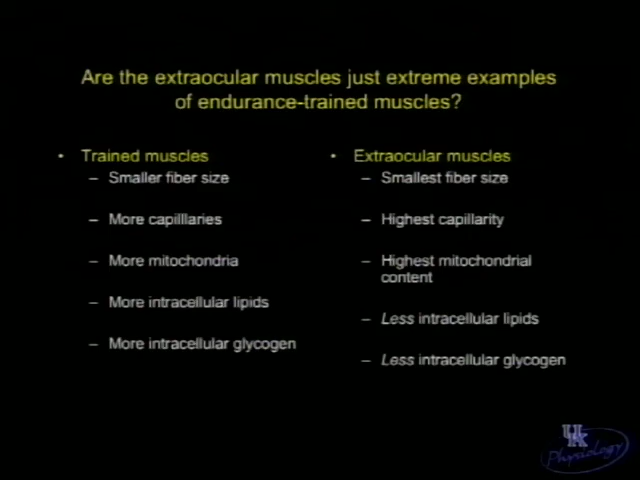 Are the extraocular muscles just extreme examples
of endurance-trained muscles?
• Trained muscles
– Smaller fiber size
– More capilllaries
– More mitochondria
– More intracellular lipids
– More intracellular glycogen
• Extraocular muscles
– Smallest fiber size
– Highest capillarity
– Highest mitochondrial
content
– Less intracellular lipids
– Less intracellular glycogen
UK
Physiology